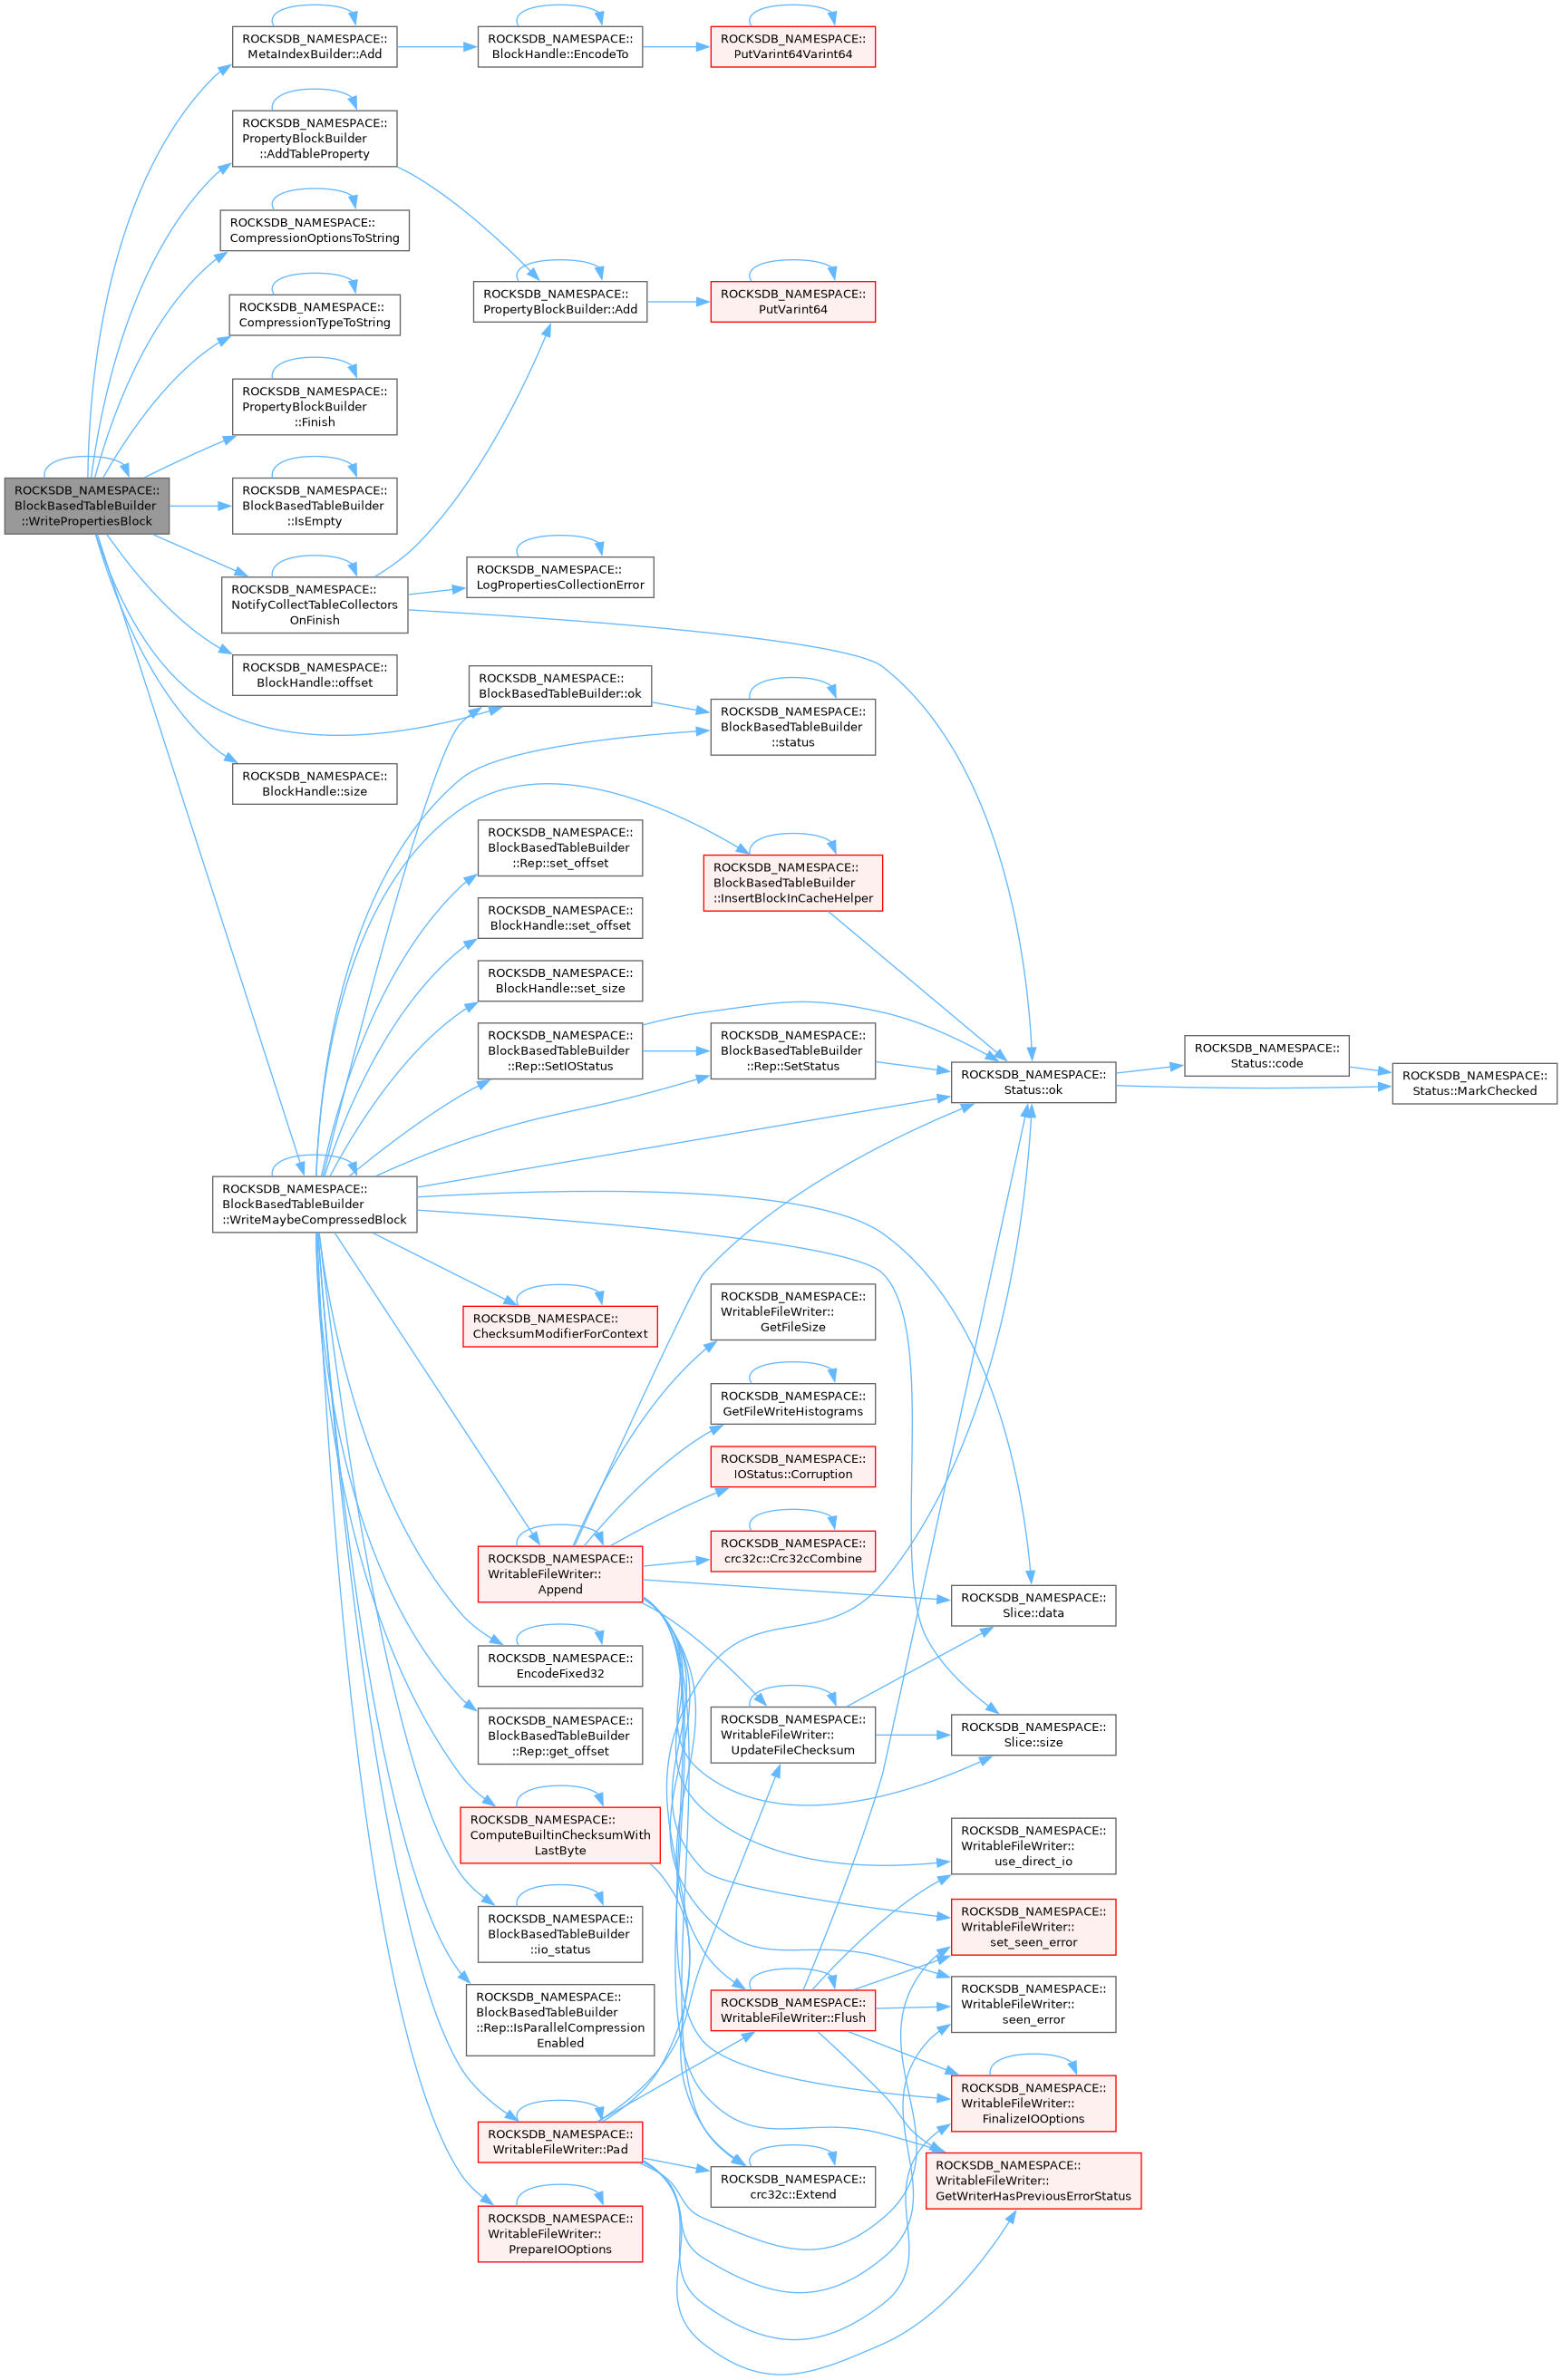 ROCKSDB_NAMESPACE::
MetaIndexBuilder::Add
ROCKSDB_NAMESPACE::
BlockHandle::EncodeTo
ROCKSDB_NAMESPACE::
PutVarint64Varint64
ROCKSDB_NAMESPACE::
PropertyBlockBuilder
::AddTableProperty
ROCKSDB_NAMESPACE::
CompressionOptionsToString
ROCKSDB_NAMESPACE::
CompressionTypeToString
ROCKSDB_NAMESPACE::
PropertyBlockBuilder::Add
ROCKSDB_NAMESPACE::
PutVarint64
ROCKSDB_NAMESPACE::
PropertyBlockBuilder
::Finish
ROCKSDB_NAMESPACE::
BlockBasedTableBuilder
::WritePropertiesBlock
ROCKSDB_NAMESPACE::
BlockBasedTableBuilder
::IsEmpty
ROCKSDB_NAMESPACE::
NotifyCollectTableCollectors
OnFinish
ROCKSDB_NAMESPACE::
LogPropertiesCollectionError
ROCKSDB_NAMESPACE::
BlockHandle::offset
ROCKSDB_NAMESPACE::
BlockBasedTableBuilder::ok
ROCKSDB_NAMESPACE::
BlockBasedTableBuilder
::status
ROCKSDB_NAMESPACE::
BlockHandle::size
ROCKSDB_NAMESPACE::
BlockBasedTableBuilder
::Rep::set_offset
ROCKSDB_NAMESPACE::
BlockBasedTableBuilder
::InsertBlockInCacheHelper
ROCKSDB_NAMESPACE::
BlockHandle::set_offset
ROCKSDB_NAMESPACE::
BlockHandle::set_size
ROCKSDB_NAMESPACE::
BlockBasedTableBuilder
::Rep::SetIOStatus
ROCKSDB_NAMESPACE::
BlockBasedTableBuilder
::Rep::SetStatus
ROCKSDB_NAMESPACE::
Status::ok
ROCKSDB_NAMESPACE::
Status::code
ROCKSDB_NAMESPACE::
Status::MarkChecked
ROCKSDB_NAMESPACE::
BlockBasedTableBuilder
::WriteMaybeCompressedBlock
ROCKSDB_NAMESPACE::
ChecksumModifierForContext
ROCKSDB_NAMESPACE::
WritableFileWriter::
GetFileSize
ROCKSDB_NAMESPACE::
GetFileWriteHistograms
ROCKSDB_NAMESPACE::
IOStatus::Corruption
ROCKSDB_NAMESPACE::
crc32c::Crc32cCombine
ROCKSDB_NAMESPACE::
WritableFileWriter::
Append
ROCKSDB_NAMESPACE::
Slice::data
ROCKSDB_NAMESPACE::
EncodeFixed32
ROCKSDB_NAMESPACE::
BlockBasedTableBuilder
::Rep::get_offset
ROCKSDB_NAMESPACE::
WritableFileWriter::
UpdateFileChecksum
ROCKSDB_NAMESPACE::
Slice::size
ROCKSDB_NAMESPACE::
ComputeBuiltinChecksumWith
LastByte
ROCKSDB_NAMESPACE::
WritableFileWriter::
use_direct_io
ROCKSDB_NAMESPACE::
BlockBasedTableBuilder
::io_status
ROCKSDB_NAMESPACE::
WritableFileWriter::
set_seen_error
ROCKSDB_NAMESPACE::
BlockBasedTableBuilder
::Rep::IsParallelCompression
Enabled
ROCKSDB_NAMESPACE::
WritableFileWriter::Flush
ROCKSDB_NAMESPACE::
WritableFileWriter::
seen_error
ROCKSDB_NAMESPACE::
WritableFileWriter::
FinalizeIOOptions
ROCKSDB_NAMESPACE::
WritableFileWriter::Pad
ROCKSDB_NAMESPACE::
crc32c::Extend
ROCKSDB_NAMESPACE::
WritableFileWriter::
GetWriterHasPreviousErrorStatus
ROCKSDB_NAMESPACE::
WritableFileWriter::
PrepareIOOptions